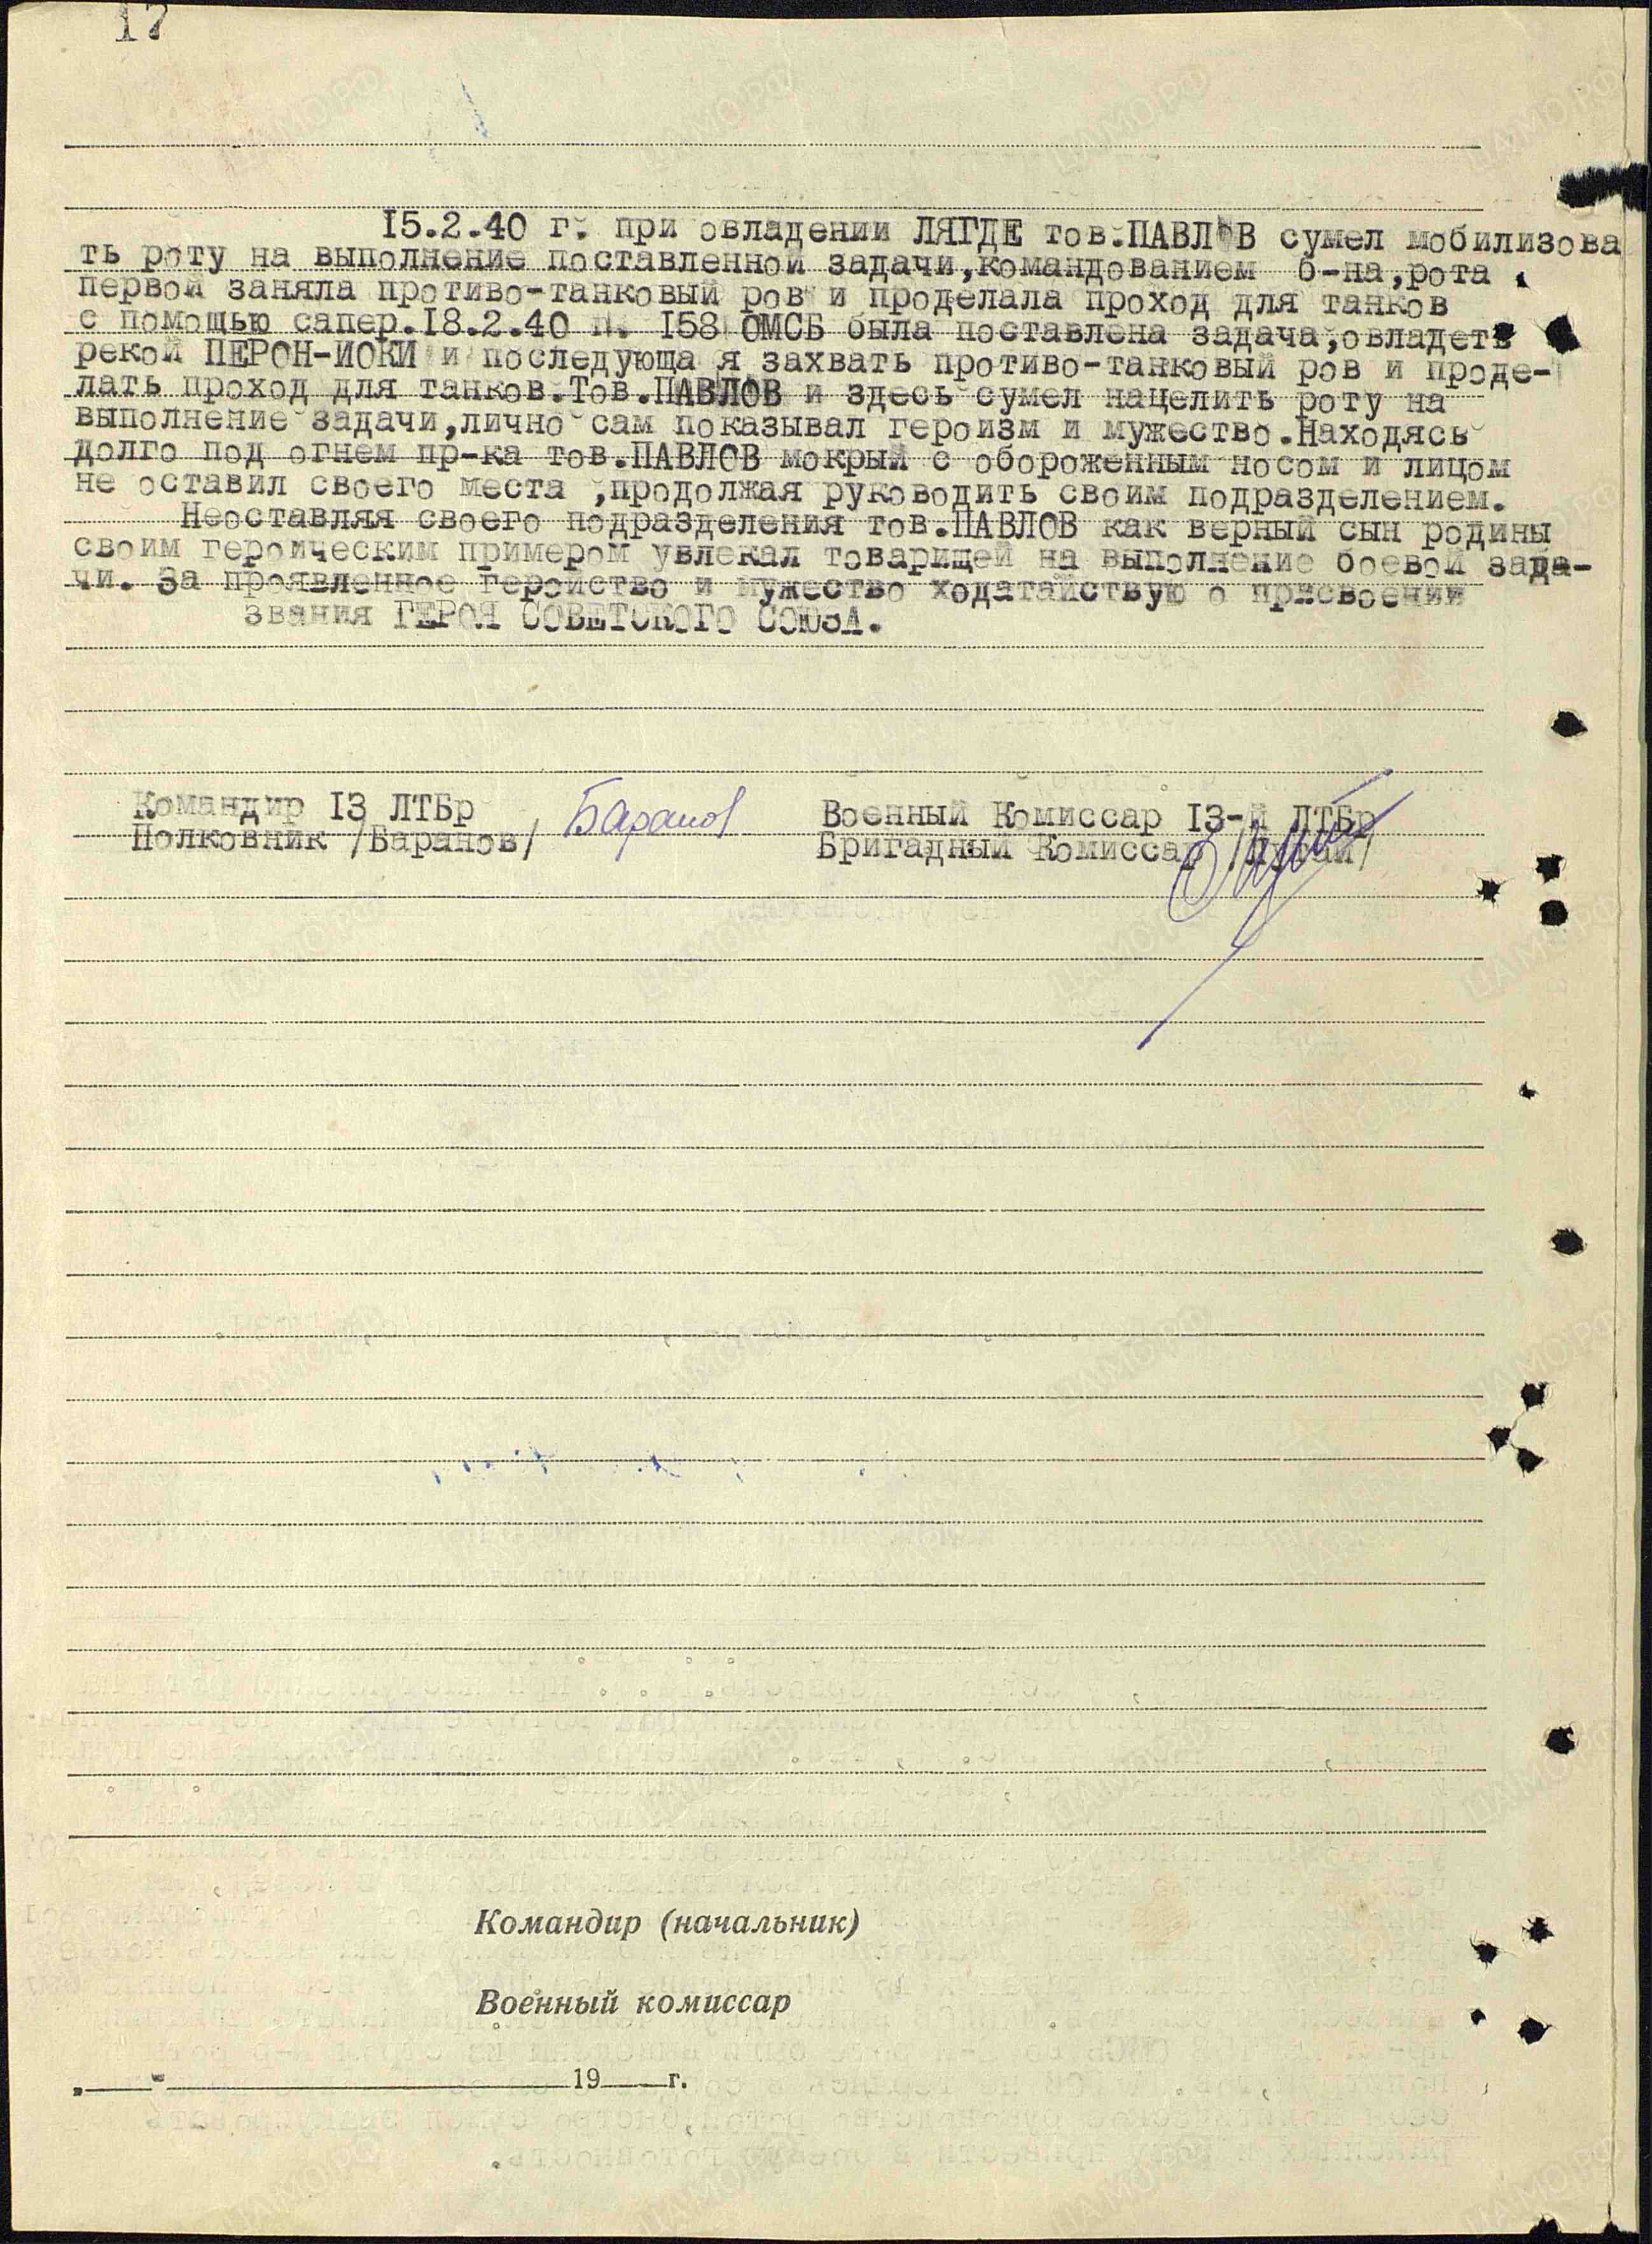 17
15.2.40 г. при овладении ЛЯГДЕ тов.ПАВЛОВ сумел мобилизова
ть роту на выполнение поставленной задачи,командованием б-на,рота
первой заняла противо-танковый ров и проделала проход для танков
с помощью сапер.18.2.40 г. 158 ОМСБ была поставлена задача,овладеть
рекой ПЕРОН-ИОКИ и последующа я захвать противо-танковый ров и проде-
лать проход для танков.Тов.ПАВЛОВ и здесь сумел нацелить роту на
выполнение задачи,лично сам показывал героизм и мужество.Находясь
долго под огнем пр-ка тов.ПАВЛОВ мокрый с обороженным носом и лицом
не оставил своего места ,продолжая руководить своим подразделением.
Неоставляя своего подразделения тов.ПАВЛОВ как верный сын родины
своим героическим примером увлекал товарищей на выполнение боевой зада-
чи. За проявленное геройство и мужество ходатайствую о присвоении
звания ГЕРОЯ СОВЕТСКОГО СОЮЗА.
Командир 13 ЛТБр Военный Комиссар 13-й ЛТБр
Полковник /Баранов/ Баранов Бригадный Комиссар
Командир (начальник)
Военный комиссар
„ " 19 г.
ЦАМО.РФ